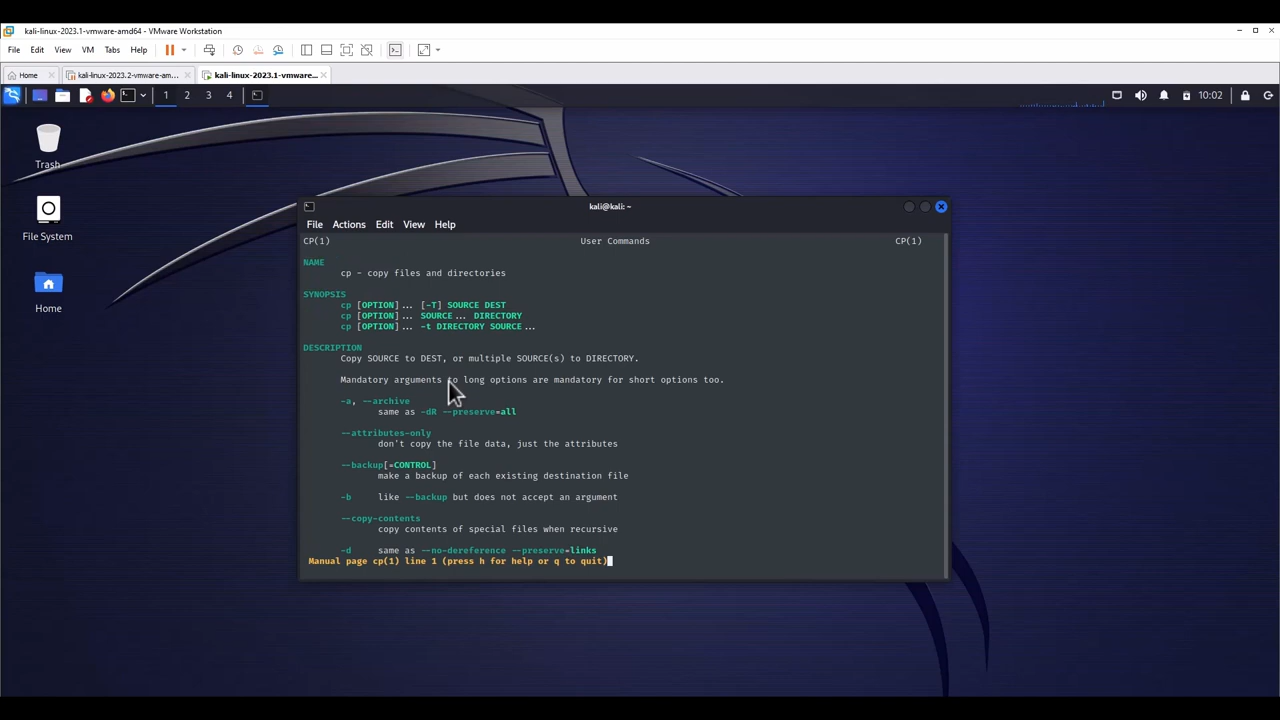 kali-linux-2023.1-vmware-amd64 - VMware Workstation
File Edit View VM Tabs Help
Home kali-linux-2023.2-vmware-am... kali-linux-2023.1-vmware...
1 2 3 4 10:02
Trash
File System
Home
kali@kali: ~
File Actions Edit View Help
CP(1) User Commands CP(1)
NAME
cp - copy files and directories
SYNOPSIS
cp [OPTION]... [-T] SOURCE DEST
cp [OPTION]... SOURCE... DIRECTORY
cp [OPTION]... -t DIRECTORY SOURCE...
DESCRIPTION
Copy SOURCE to DEST, or multiple SOURCE(s) to DIRECTORY.
Mandatory arguments to long options are mandatory for short options too.
-a, --archive
same as -dR --preserve=all
--attributes-only
don't copy the file data, just the attributes
--backup[=CONTROL]
make a backup of each existing destination file
-b like --backup but does not accept an argument
--copy-contents
copy contents of special files when recursive
-d same as --no-dereference --preserve=links
Manual page cp(1) line 1 (press h for help or q to quit)